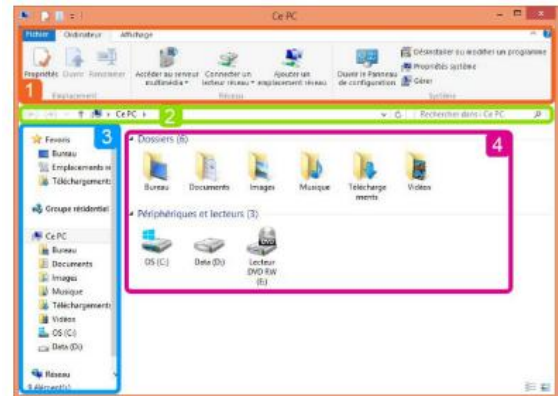 Ce PC
Fichier Ordinateur Affichage
Propriétés Ouvrir Renommer
Accéder au serveur multimédia
Connecter un lecteur réseau
Ajouter un emplacement réseau
Ouvrir le Panneau de configuration
Désinstaller ou modifier un programme
Propriétés système
Gérer
1
Emplacement
Réseau
Système
Ce PC
2
Rechercher dans : Ce PC
3
4
Favoris
Bureau
Emplacements
Téléchargements
Groupe résidentiel
Ce PC
Bureau
Documents
Images
Musique
Téléchargements
Vidéos
OS (C:)
Data (D:)
Réseau
9 élément(s)
Dossiers (6)
Bureau
Documents
Images
Musique
Télécharge
ments
Vidéos
Périphériques et lecteurs (3)
OS (C:)
Data (D:)
Lecteur
DVD RW
(E:)